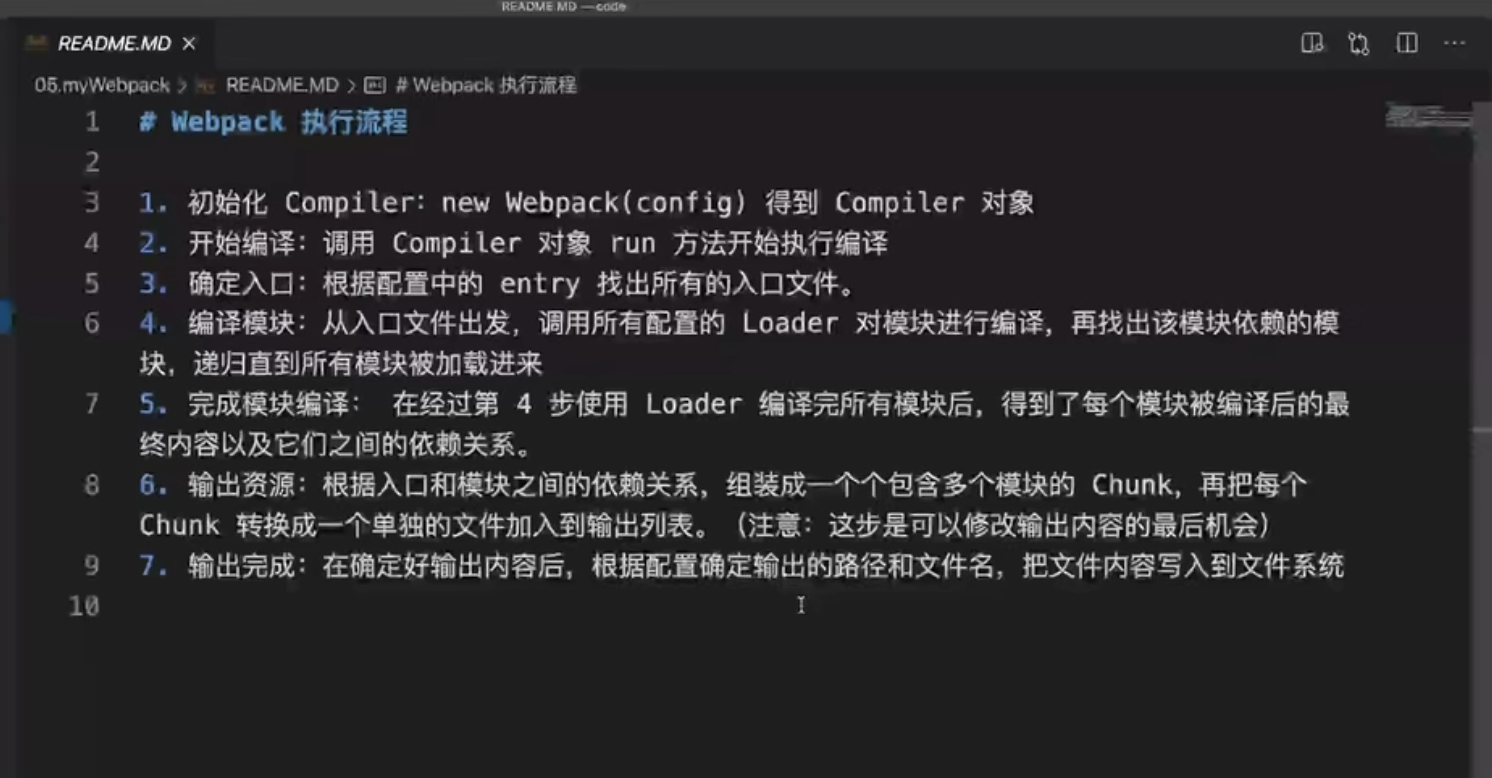 README.MD — code
README.MD ×
05.myWebpack > README.MD > # Webpack 执行流程
1 # Webpack 执行流程
2
3 1. 初始化 Compiler：new Webpack(config) 得到 Compiler 对象
4 2. 开始编译：调用 Compiler 对象 run 方法开始执行编译
5 3. 确定入口：根据配置中的 entry 找出所有的入口文件。
6 4. 编译模块：从入口文件出发，调用所有配置的 Loader 对模块进行编译，再找出该模块依赖的模
块，递归直到所有模块被加载进来
7 5. 完成模块编译： 在经过第 4 步使用 Loader 编译完所有模块后，得到了每个模块被编译后的最
终内容以及它们之间的依赖关系。
8 6. 输出资源：根据入口和模块之间的依赖关系，组装成一个个包含多个模块的 Chunk，再把每个
Chunk 转换成一个单独的文件加入到输出列表。（注意：这步是可以修改输出内容的最后机会）
9 7. 输出完成：在确定好输出内容后，根据配置确定输出的路径和文件名，把文件内容写入到文件系统
10